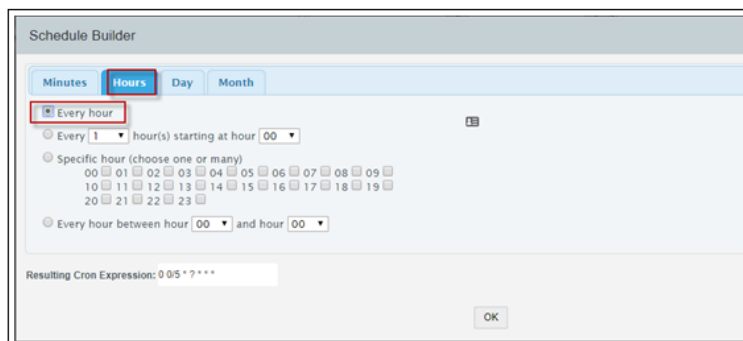 Schedule Builder
Minutes Hours Day Month
Every hour
Every 1 hour(s) starting at hour 00
Specific hour (choose one or many)
00 01 02 03 04 05 06 07 08 09
10 11 12 13 14 15 16 17 18 19
20 21 22 23
Every hour between hour 00 and hour 00
Resulting Cron Expression: 0 0/5 * ? * * *
OK